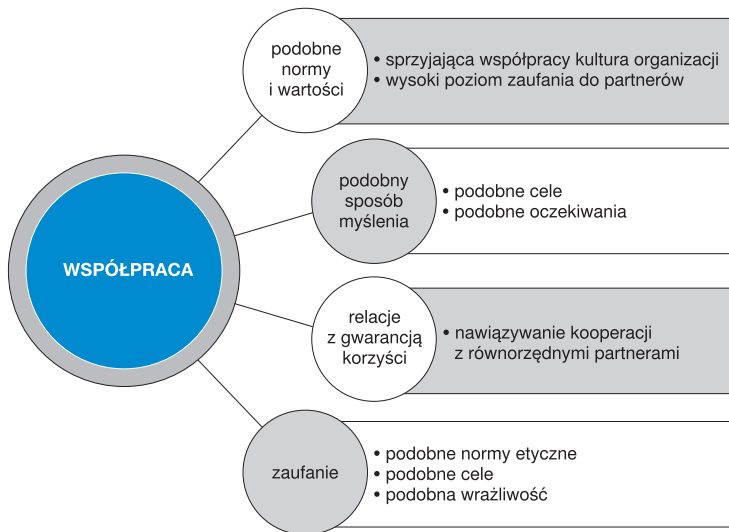 WSPÓŁPRACA
podobne
normy
i wartości
• sprzyjająca współpracy kultura organizacji
• wysoki poziom zaufania do partnerów
podobny
sposób
myślenia
• podobne cele
• podobne oczekiwania
relacje
z gwarancją
korzyści
• nawiązywanie kooperacji
z równorzędnymi partnerami
zaufanie
• podobne normy etyczne
• podobne cele
• podobna wrażliwość